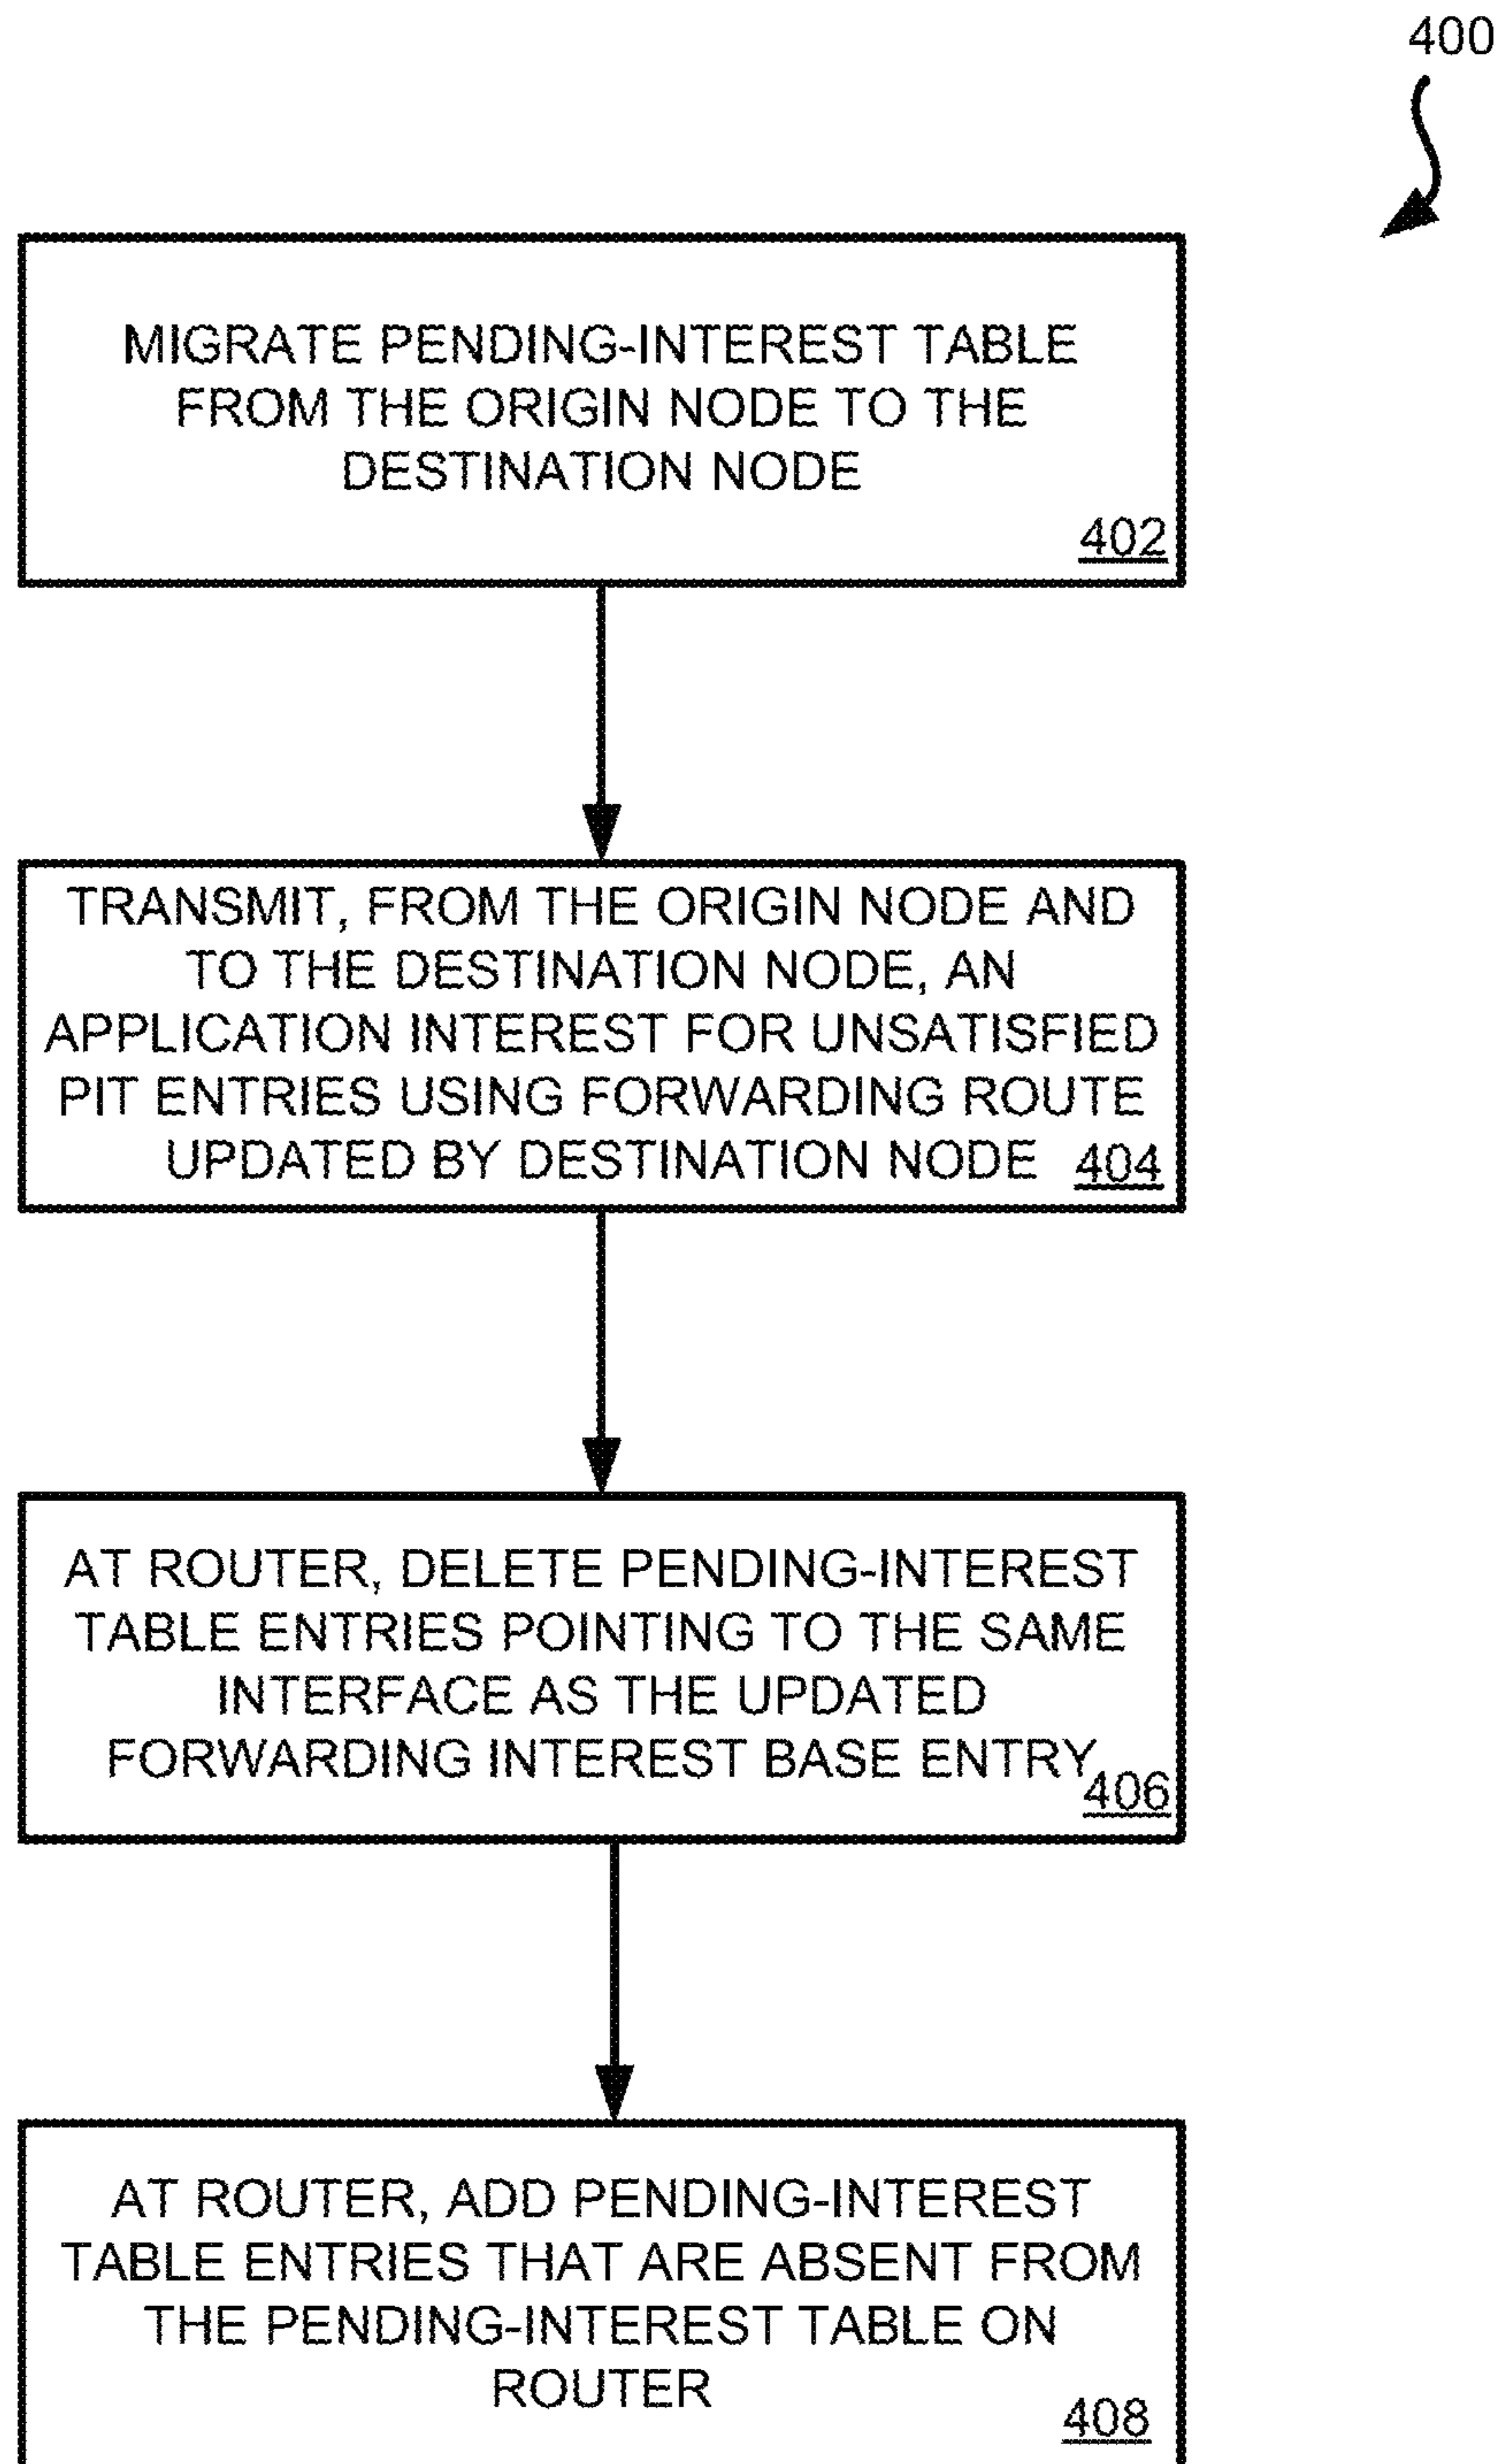 400
MIGRATE PENDING-INTEREST TABLE
FROM THE ORIGIN NODE TO THE
DESTINATION NODE
402
TRANSMIT, FROM THE ORIGIN NODE AND
TO THE DESTINATION NODE, AN
APPLICATION INTEREST FOR UNSATISFIED
PIT ENTRIES USING FORWARDING ROUTE
UPDATED BY DESTINATION NODE 404
AT ROUTER, DELETE PENDING-INTEREST
TABLE ENTRIES POINTING TO THE SAME
INTERFACE AS THE UPDATED
FORWARDING INTEREST BASE ENTRY
406
AT ROUTER, ADD PENDING-INTEREST
TABLE ENTRIES THAT ARE ABSENT FROM
THE PENDING-INTEREST TABLE ON
ROUTER
408